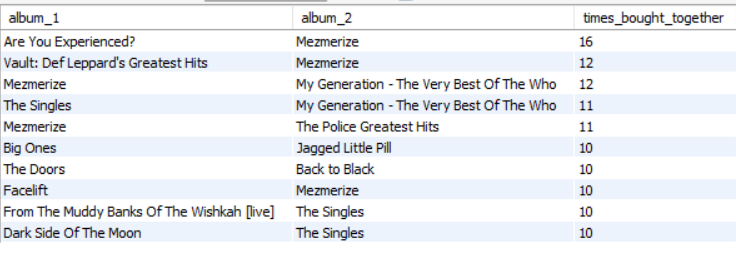 album_1 album_2 times_bought_together
Are You Experienced? Mezmerize 16
Vault: Def Leppard's Greatest Hits Mezmerize 12
Mezmerize My Generation - The Very Best Of The Who 12
The Singles My Generation - The Very Best Of The Who 11
Mezmerize The Police Greatest Hits 11
Big Ones Jagged Little Pill 10
The Doors Back to Black 10
Facelift Mezmerize 10
From The Muddy Banks Of The Wishkah [live] The Singles 10
Dark Side Of The Moon The Singles 10